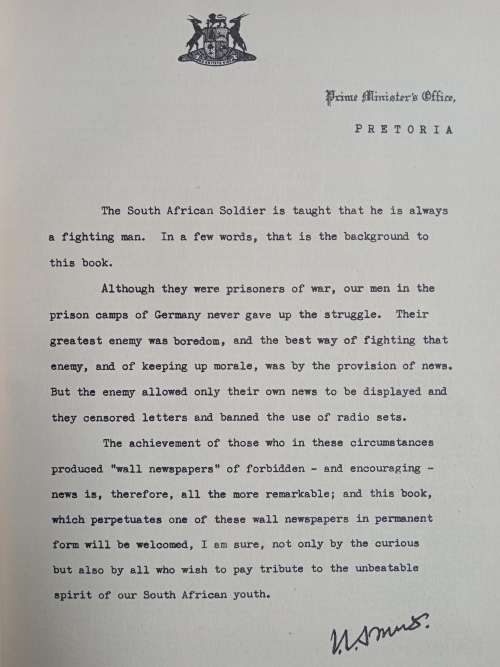 Prime Minister's Office,
PRETORIA
The South African Soldier is taught that he is always
a fighting man. In a few words, that is the background to
this book.
Although they were prisoners of war, our men in the
prison camps of Germany never gave up the struggle. Their
greatest enemy was boredom, and the best way of fighting that
enemy, and of keeping up morale, was by the provision of news.
But the enemy allowed only their own news to be displayed and
they censored letters and banned the use of radio sets.
The achievement of those who in these circumstances
produced "wall newspapers" of forbidden - and encouraging -
news is, therefore, all the more remarkable; and this book,
which perpetuates one of these wall newspapers in permanent
form will be welcomed, I am sure, not only by the curious
but also by all who wish to pay tribute to the unbeatable
spirit of our South African youth.